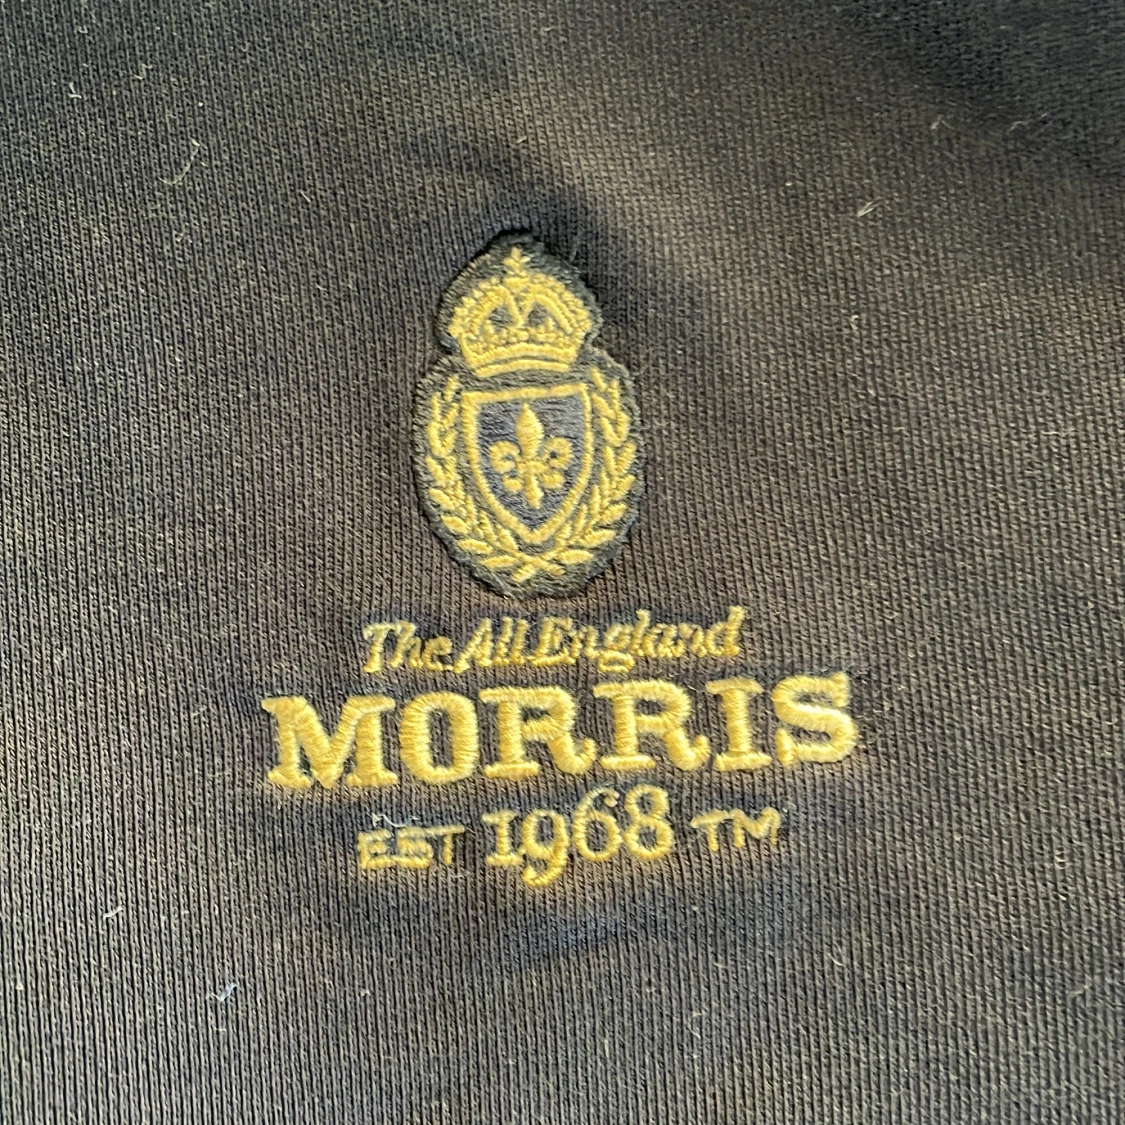 The All England
MORRIS
EST 1968 TM